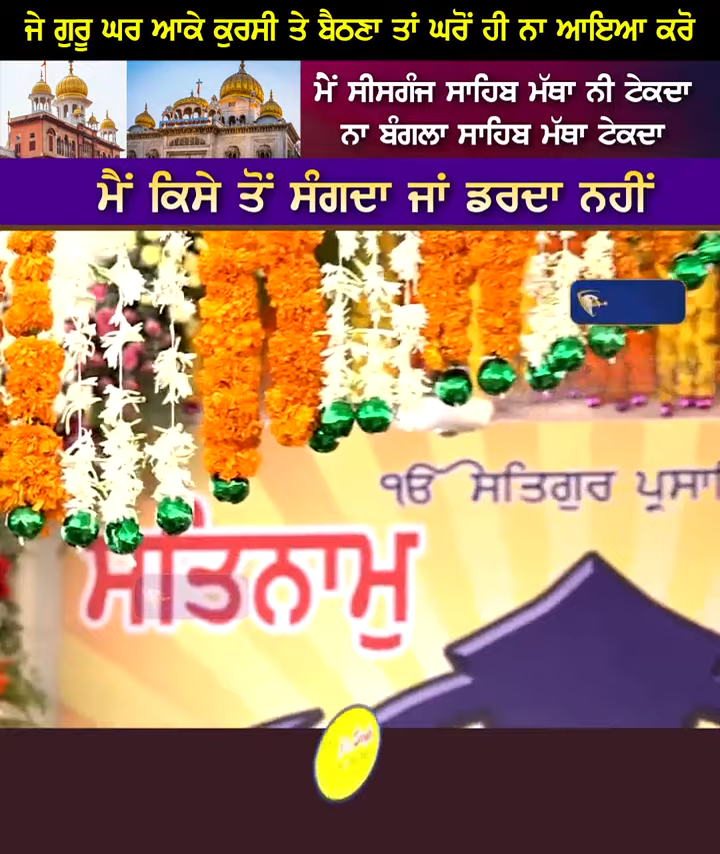 ਜੇ ਗੁਰੂ ਘਰ ਆਕੇ ਕੁਰਸੀ ਤੇ ਬੈਠਣਾ ਤਾਂ ਘਰੋਂ ਹੀ ਨਾ ਆਇਆ ਕਰੋ
ਮੈਂ ਸੀਸਗੰਜ ਸਾਹਿਬ ਮੱਥਾ ਨੀ ਟੇਕਦਾ
ਨਾ ਬੰਗਲਾ ਸਾਹਿਬ ਮੱਥਾ ਟੇਕਦਾ
ਮੈਂ ਕਿਸੇ ਤੋਂ ਸੰਗਦਾ ਜਾਂ ਡਰਦਾ ਨਹੀਂ
ੴ ਸਤਿਗੁਰ ਪ੍ਰਸਾ
ਸਤਿਨਾਮੁ